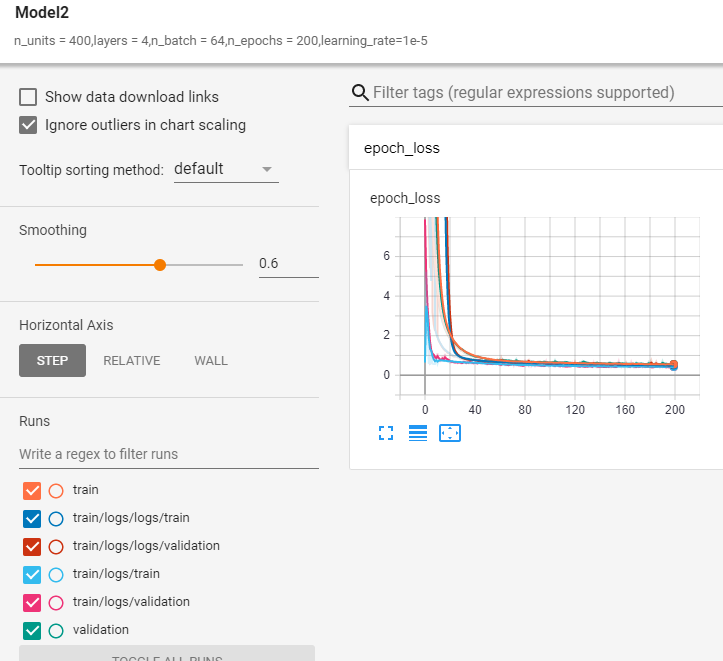 Model2
n_units = 400,layers = 4,n_batch = 64,n_epochs = 200,learning_rate=1e-5
Show data download links
Ignore outliers in chart scaling
Tooltip sorting method: default
Smoothing
0.6
Horizontal Axis
STEP RELATIVE WALL
Runs
Write a regex to filter runs
train
train/logs/logs/train
train/logs/logs/validation
train/logs/train
train/logs/validation
validation
TOGGLE ALL RUNS
Filter tags (regular expressions supported)
epoch_loss
epoch_loss
6
4
2
0
0 40 80 120 160 200